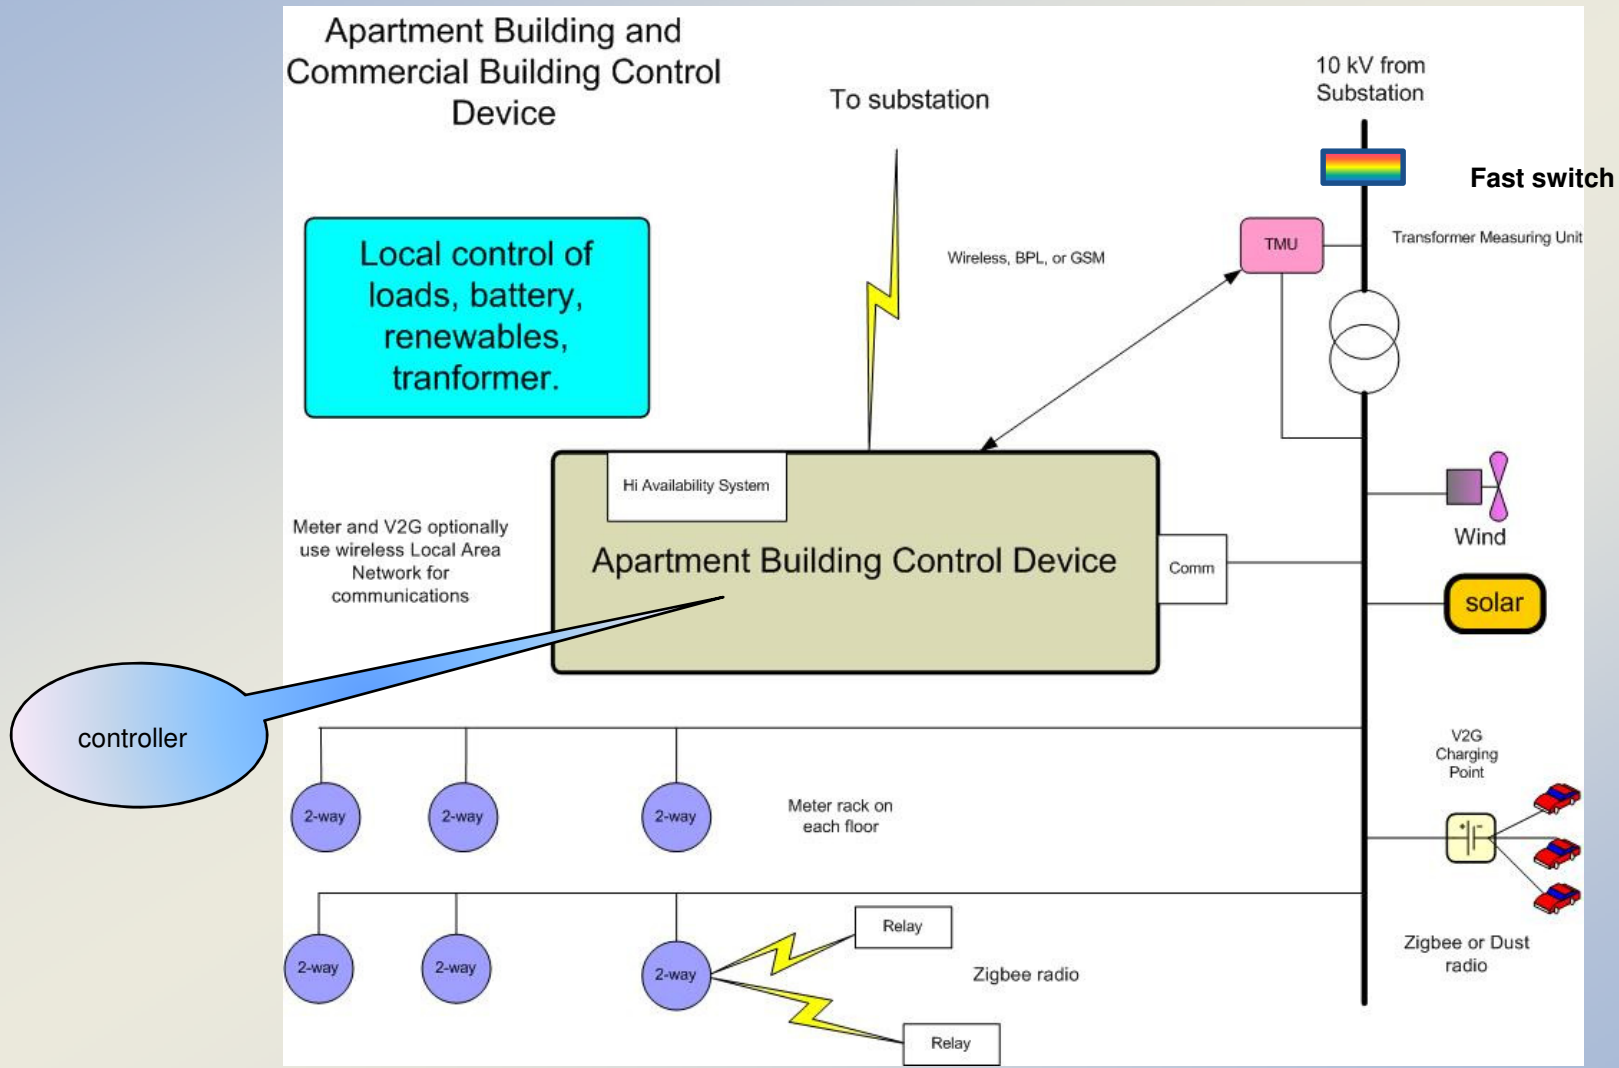 Apartment Building and
Commercial Building Control
Device
To substation
10 kV from
Substation
Fast switch
Local control of
loads, battery,
renewables,
tranformer.
Wireless, BPL, or GSM
TMU
Transformer Measuring Unit
Hi Availability System
Meter and V2G optionally
use wireless Local Area
Network for
communications
Apartment Building Control Device
Comm
Wind
solar
controller
V2G
Charging
Point
2-way
2-way
2-way
Meter rack on
each floor
+
-
2-way
2-way
2-way
Relay
Zigbee radio
Zigbee or Dust
radio
Relay